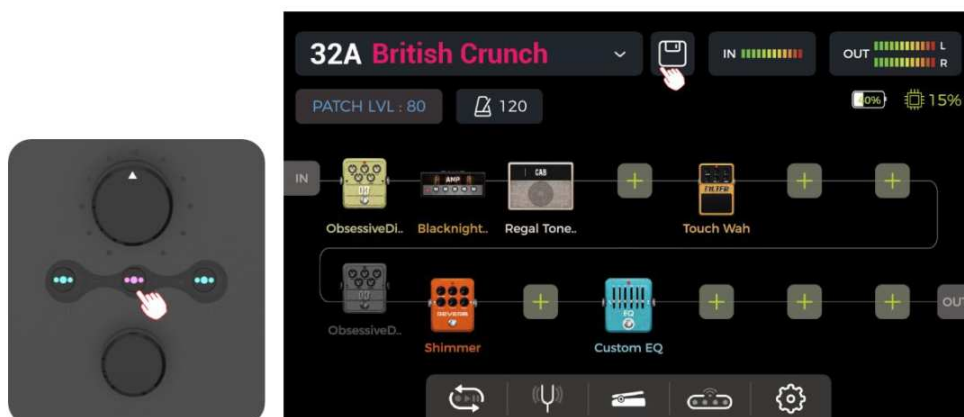 32A British Crunch
IN
OUT
L
R
PATCH LVL : 80
120
40%
15%
IN
AMP
CAB
FILTER
ObsessiveDi..
Blacknight..
Regal Tone..
Touch Wah
OUT
REVERB
EQ
ObsessiveD..
Shimmer
Custom EQ